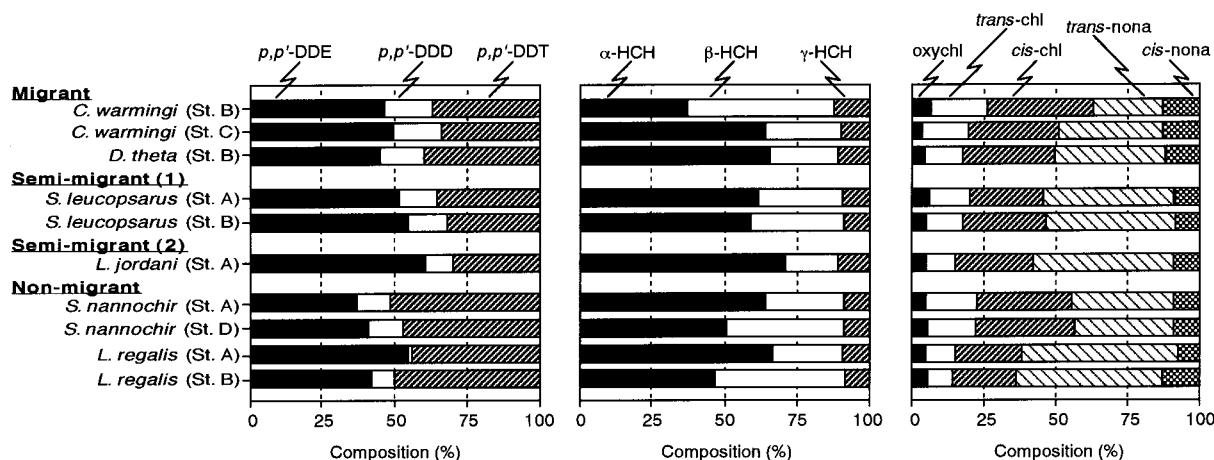 trans-chl trans-nona
p,p'-DDE p,p'-DDD p,p'-DDT α-HCH β-HCH γ-HCH oxychl cis-chl cis-nona
Migrant
C. warmingi (St. B)
C. warmingi (St. C)
D. theta (St. B)
Semi-migrant (1)
S. leucopsarus (St. A)
S. leucopsarus (St. B)
Semi-migrant (2)
L. jordani (St. A)
Non-migrant
S. nannochir (St. A)
S. nannochir (St. D)
L. regalis (St. A)
L. regalis (St. B)
0 25 50 75 100 0 25 50 75 100 0 25 50 75 100
Composition (%) Composition (%) Composition (%)